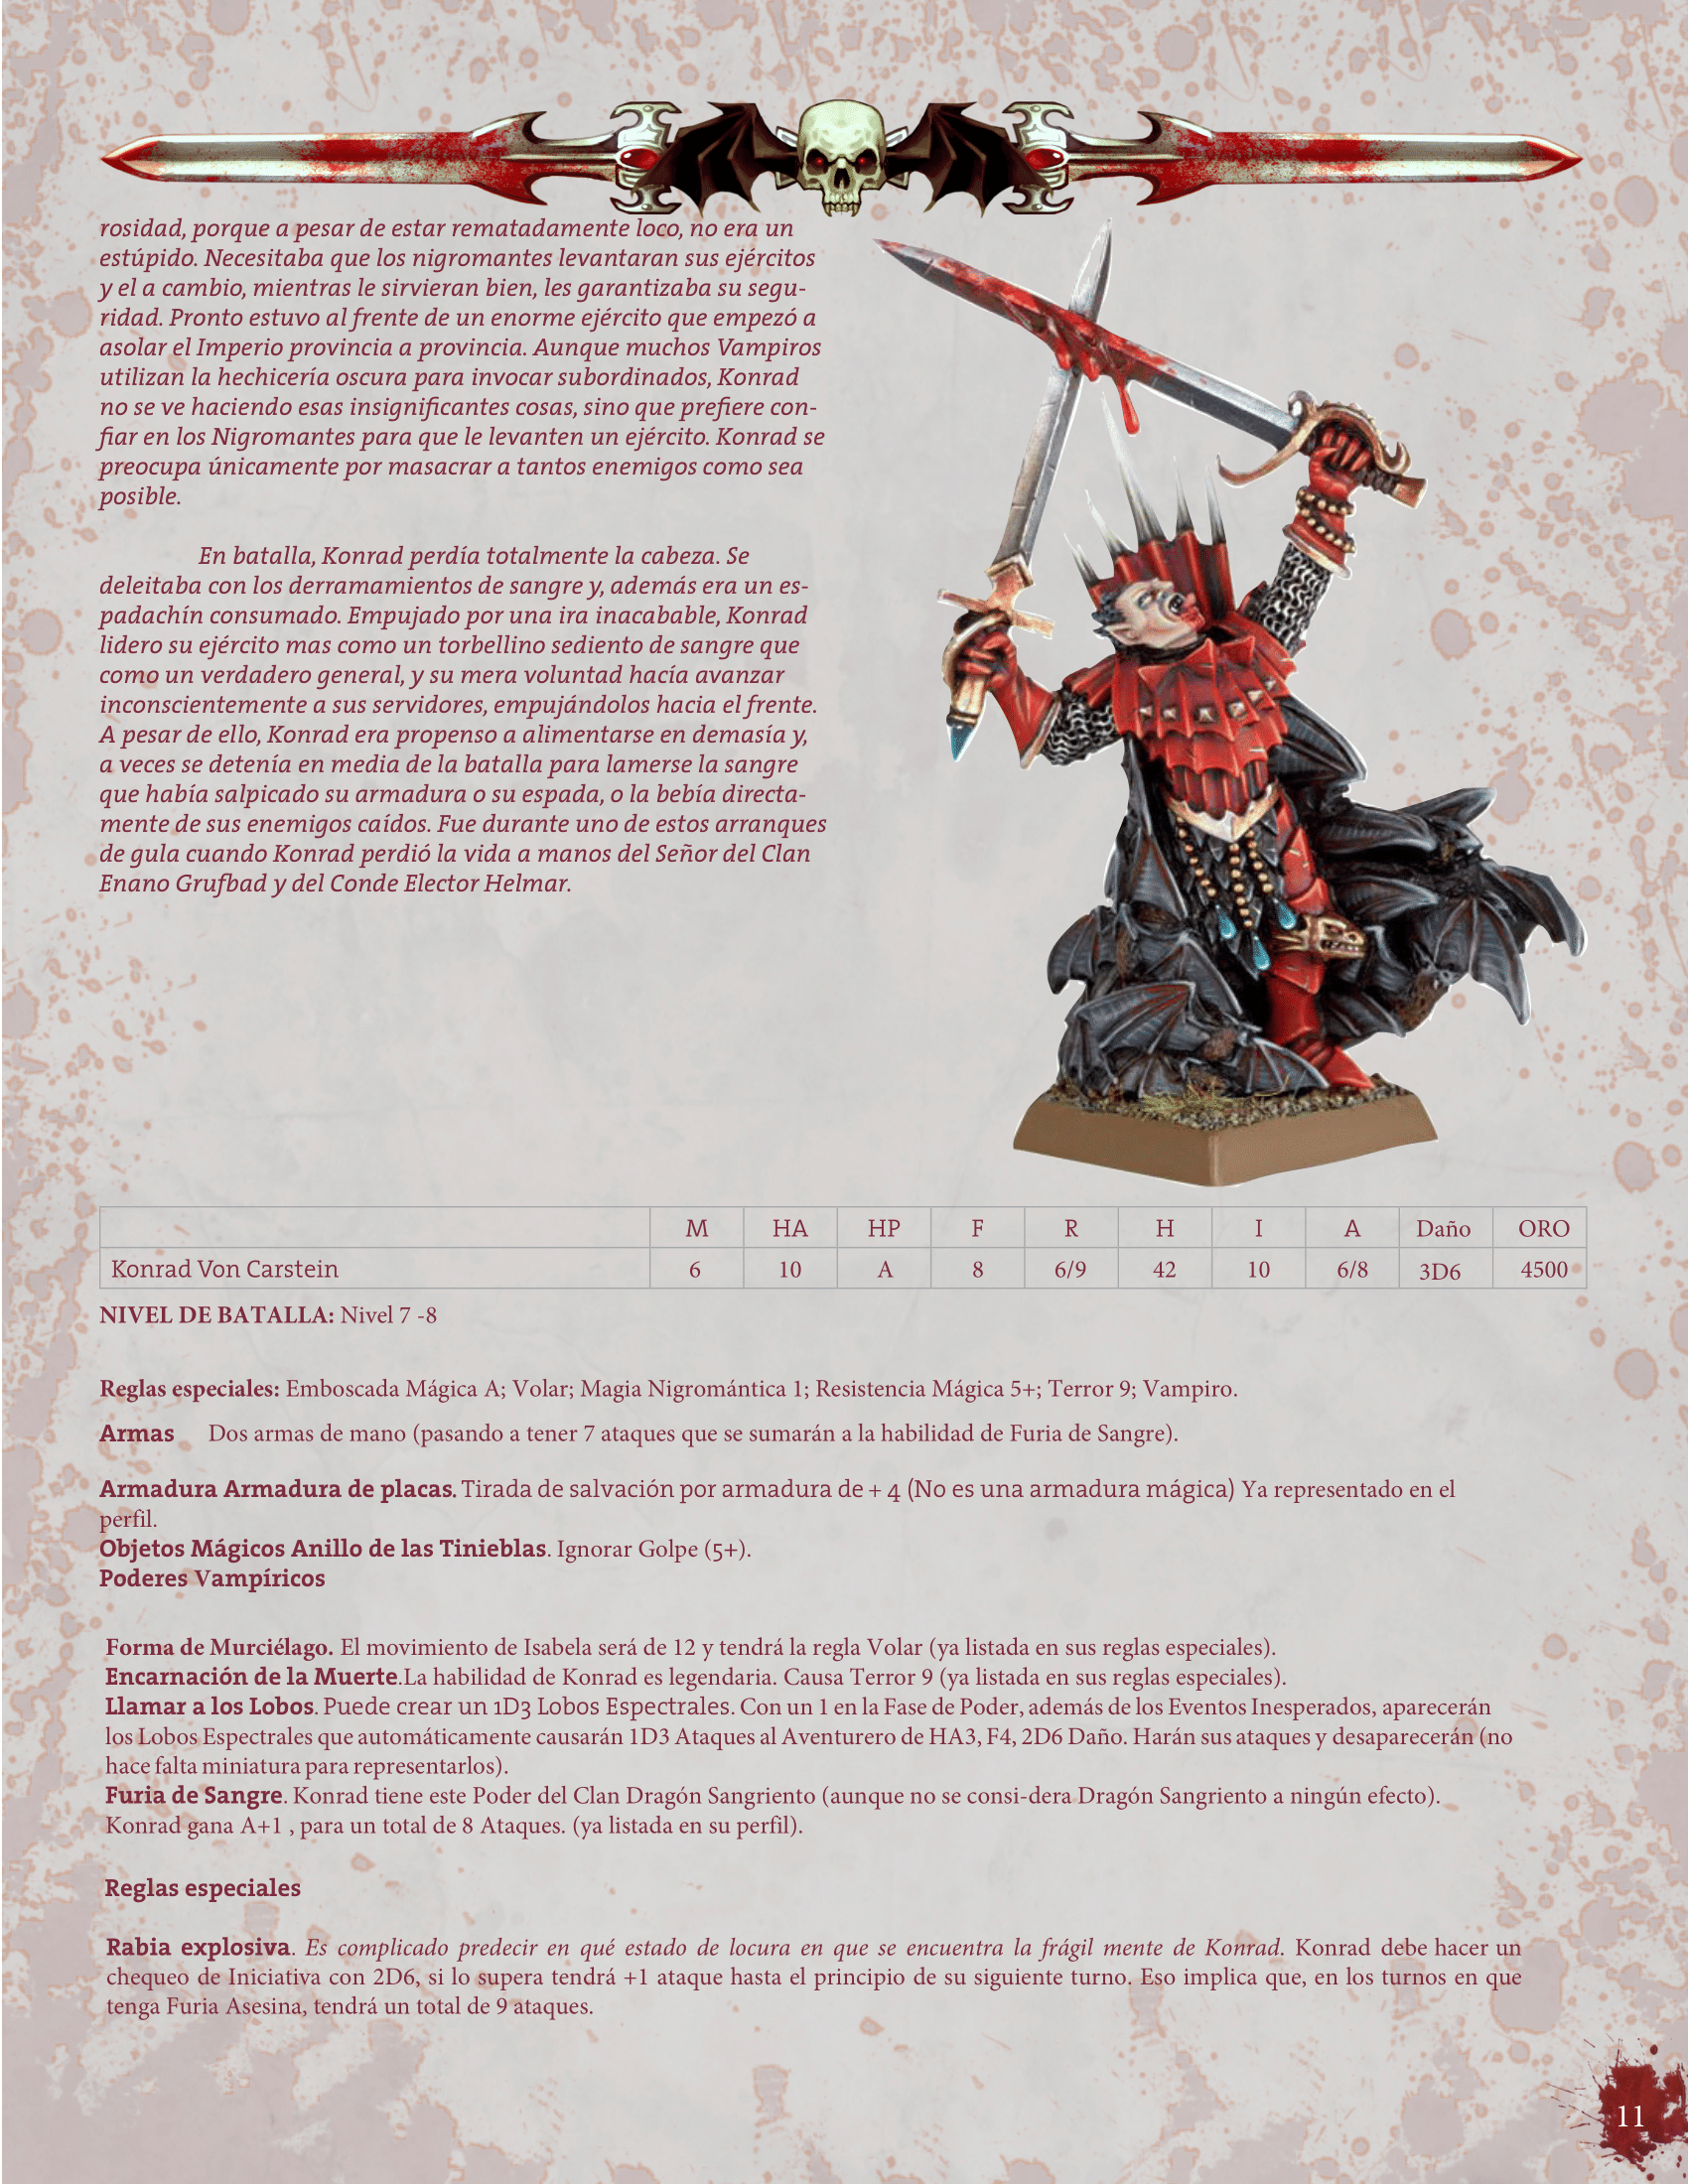 rosidad, porque a pesar de estar rematadamente loco, no era un
estúpido. Necesitaba que los nigromantes levantaran sus ejércitos
y el a cambio, mientras le sirvieran bien, les garantizaba su segu-
ridad. Pronto estuvo al frente de un enorme ejército que empezó a
asolar el Imperio provincia a provincia. Aunque muchos Vampiros
utilizan la hechicería oscura para invocar subordinados, Konrad
no se ve haciendo esas insignificantes cosas, sino que prefiere con-
fiar en los Nigromantes para que le levanten un ejército. Konrad se
preocupa únicamente por masacrar a tantos enemigos como sea
posible.
En batalla, Konrad perdía totalmente la cabeza. Se
deleitaba con los derramamientos de sangre y, además era un es-
padachín consumado. Empujado por una ira inacabable, Konrad
lidero su ejército mas como un torbellino sediento de sangre que
como un verdadero general, y su mera voluntad hacía avanzar
inconscientemente a sus servidores, empujándolos hacia el frente.
A pesar de ello, Konrad era propenso a alimentarse en demasía y,
a veces se detenía en media de la batalla para lamerse la sangre
que había salpicado su armadura o su espada, o la bebía directa-
mente de sus enemigos caídos. Fue durante uno de estos arranques
de gula cuando Konrad perdió la vida a manos del Señor del Clan
Enano Grufbad y del Conde Elector Helmar.
M HA HP F R H I A Daño ORO
Konrad Von Carstein 6 10 A 8 6/9 42 10 6/8 3D6 4500
NIVEL DE BATALLA: Nivel 7 -8
Reglas especiales: Emboscada Mágica A; Volar; Magia Nigromántica 1; Resistencia Mágica 5+; Terror 9; Vampiro.
Armas Dos armas de mano (pasando a tener 7 ataques que se sumarán a la habilidad de Furia de Sangre).
Armadura Armadura de placas. Tirada de salvación por armadura de + 4 (No es una armadura mágica) Ya representado en el
perfil.
Objetos Mágicos Anillo de las Tinieblas. Ignorar Golpe (5+).
Poderes Vampíricos
Forma de Murciélago. El movimiento de Isabela será de 12 y tendrá la regla Volar (ya listada en sus reglas especiales).
Encarnación de la Muerte.La habilidad de Konrad es legendaria. Causa Terror 9 (ya listada en sus reglas especiales).
Llamar a los Lobos. Puede crear un 1D3 Lobos Espectrales. Con un 1 en la Fase de Poder, además de los Eventos Inesperados, aparecerán
los Lobos Espectrales que automáticamente causarán 1D3 Ataques al Aventurero de HA3, F4, 2D6 Daño. Harán sus ataques y desaparecerán (no
hace falta miniatura para representarlos).
Furia de Sangre. Konrad tiene este Poder del Clan Dragón Sangriento (aunque no se consi-dera Dragón Sangriento a ningún efecto).
Konrad gana A+1 , para un total de 8 Ataques. (ya listada en su perfil).
Reglas especiales
Rabia explosiva. Es complicado predecir en qué estado de locura en que se encuentra la frágil mente de Konrad. Konrad debe hacer un
chequeo de Iniciativa con 2D6, si lo supera tendrá +1 ataque hasta el principio de su siguiente turno. Eso implica que, en los turnos en que
tenga Furia Asesina, tendrá un total de 9 ataques.
11